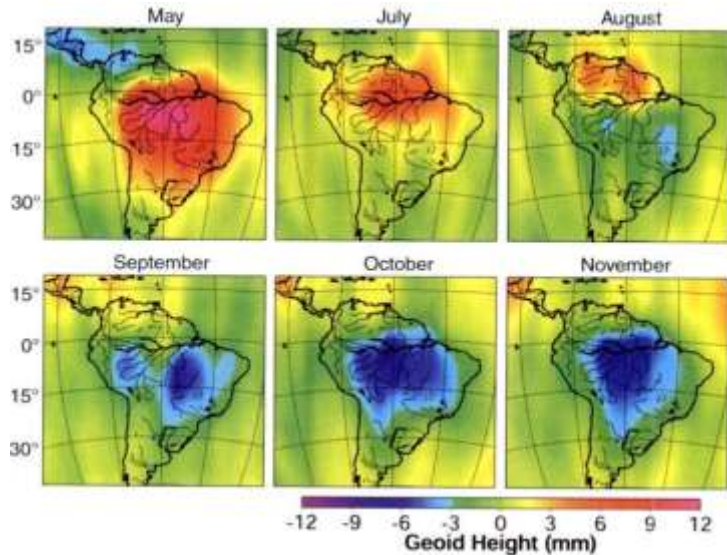 May
July
August
15°
0°
15°
30°
September
October
November
15°
0°
15°
30°
-12 -9 -6 -3 0 3 6 9 12
Geoid Height (mm)